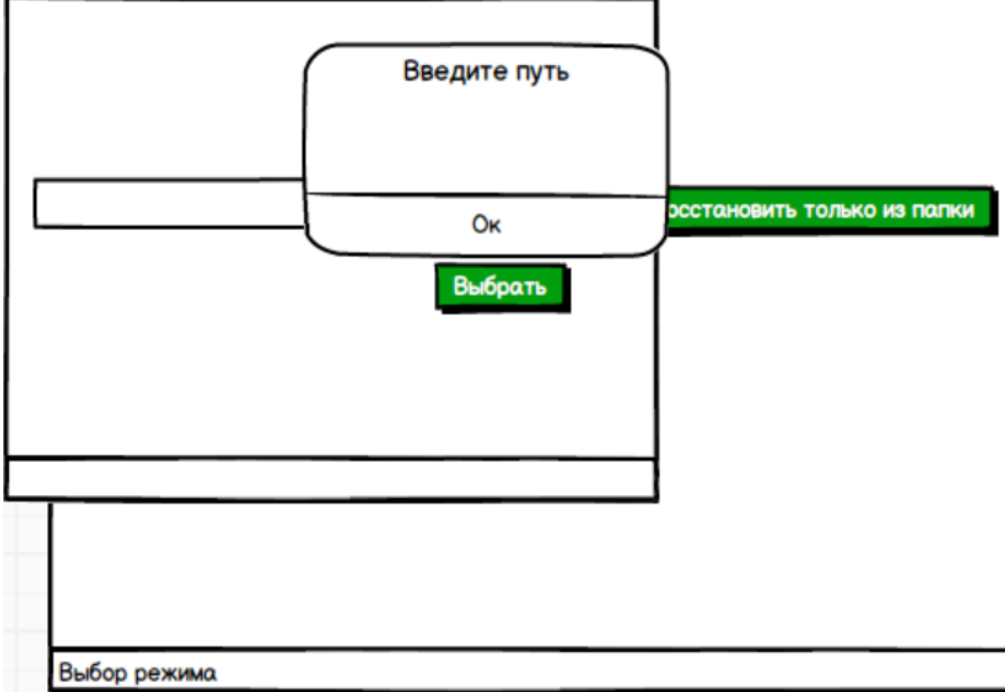 Введите путь
осстановить только из папки
Ок
Выбрать
Выбор режима